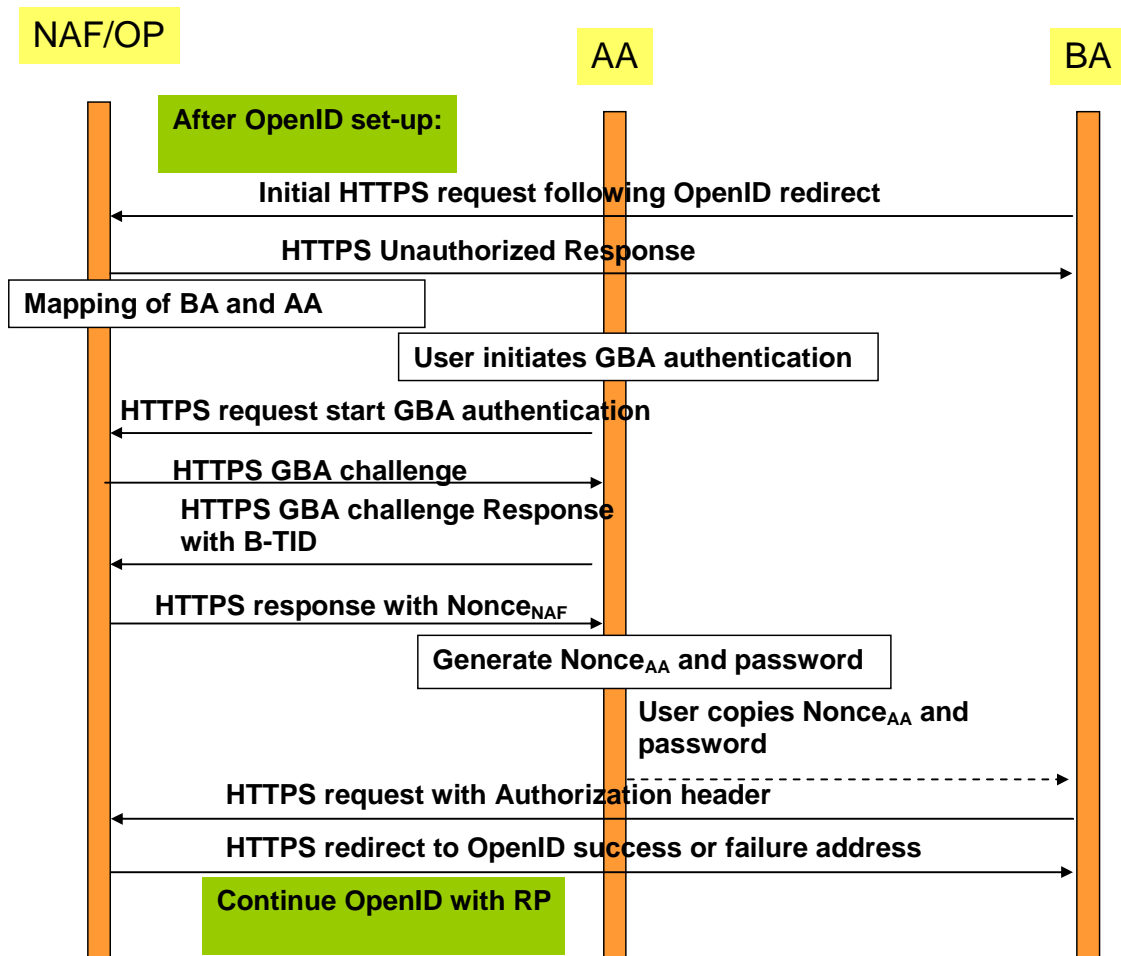 NAF/OP
AA
BA
After OpenID set-up:
Initial HTTPS request following OpenID redirect
HTTPS Unauthorized Response
Mapping of BA and AA
User initiates GBA authentication
HTTPS request start GBA authentication
HTTPS GBA challenge
HTTPS GBA challenge Response
with B-TID
HTTPS response with NonceNAF
Generate NonceAA and password
User copies NonceAA and
password
HTTPS request with Authorization header
HTTPS redirect to OpenID success or failure address
Continue OpenID with RP